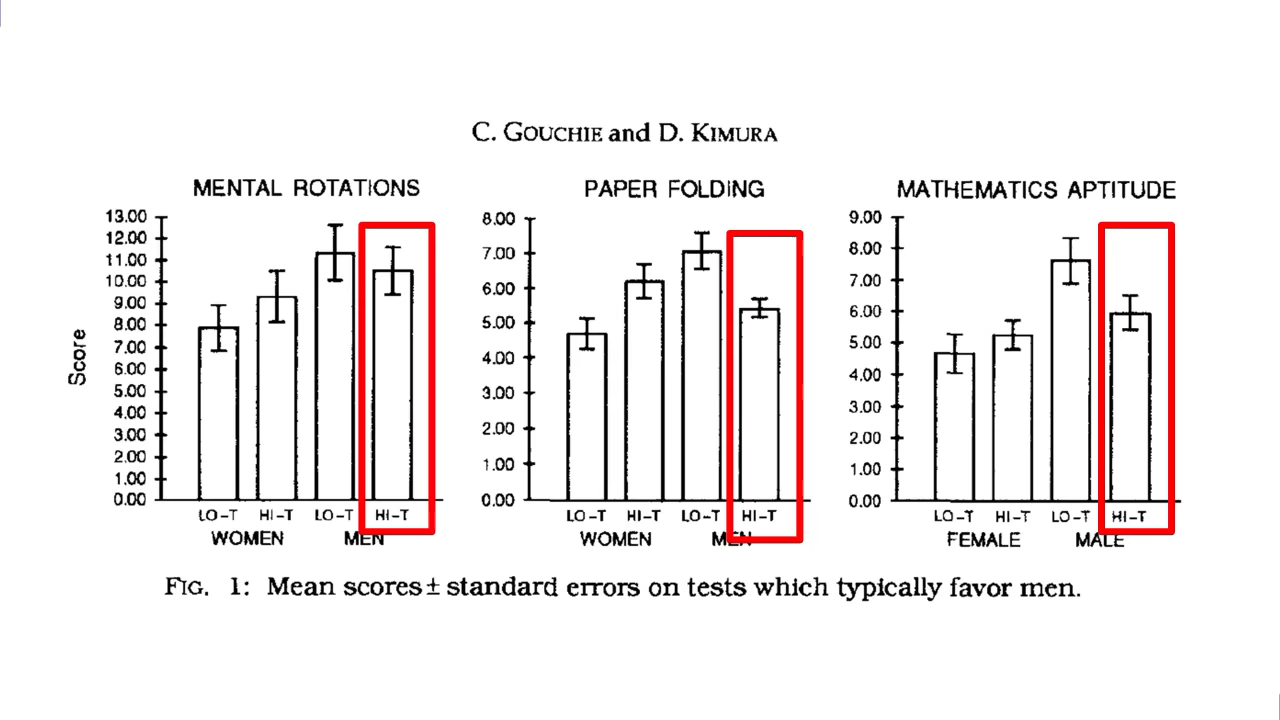 C. GOUCHIE and D. KIMURA
MENTAL ROTATIONS
Score
13.00
12.00
11.00
10.00
9.00
8.00
7.00
6.00
5.00
4.00
3.00
2.00
1.00
0.00
LO-T HI-T LO-T HI-T
WOMEN MEN
PAPER FOLDING
8.00
7.00
6.00
5.00
4.00
3.00
2.00
1.00
0.00
LO-T HI-T LO-T HI-T
WOMEN MEN
MATHEMATICS APTITUDE
9.00
8.00
7.00
6.00
5.00
4.00
3.00
2.00
1.00
0.00
LO-T HI-T LO-T HI-T
FEMALE MALE
FIG. 1: Mean scores ± standard errors on tests which typically favor men.